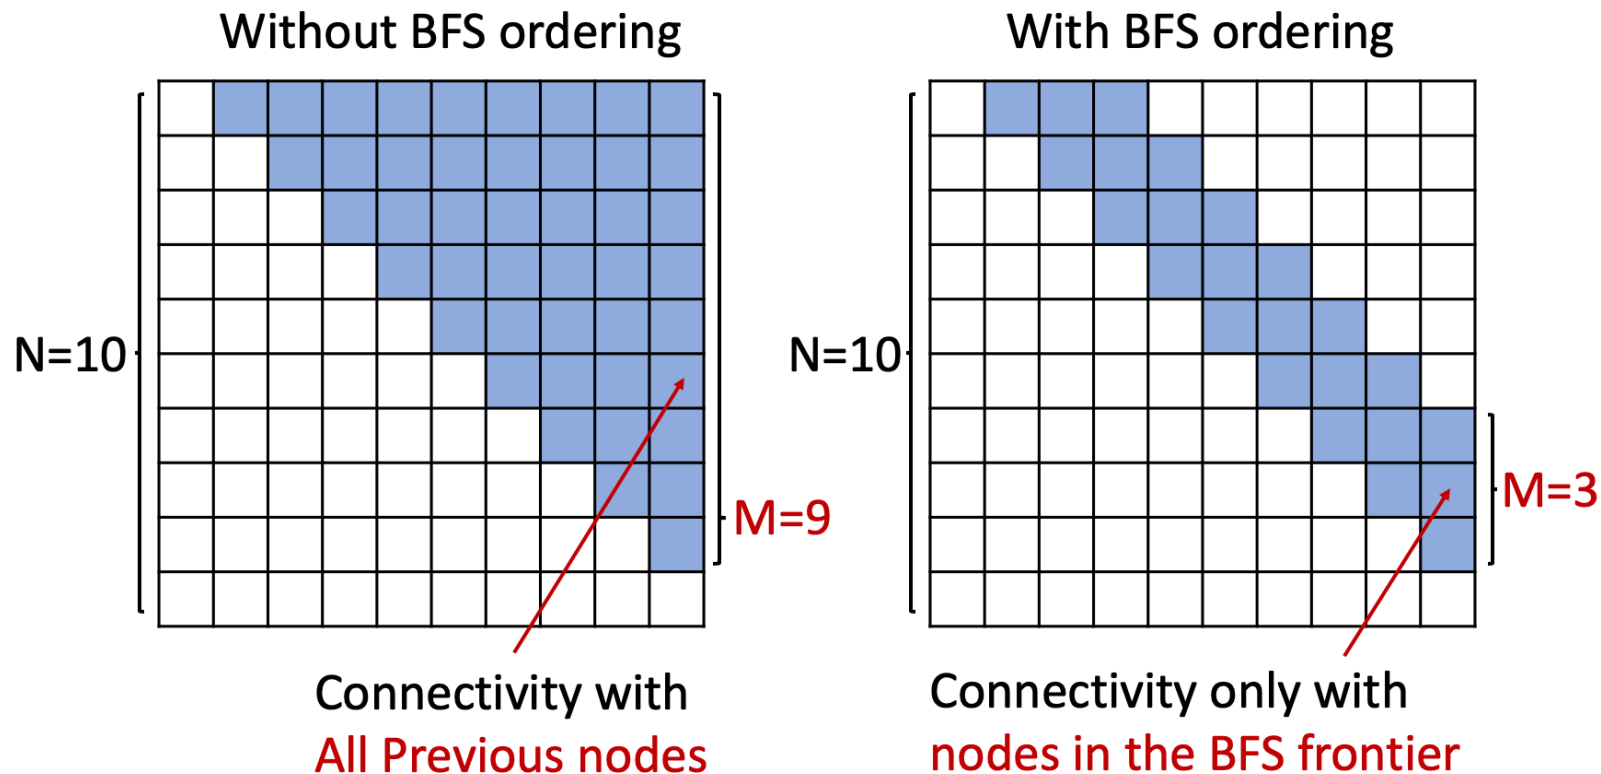 Without BFS ordering
With BFS ordering
N=10
M=9
N=10
M=3
Connectivity with
All Previous nodes
Connectivity only with
nodes in the BFS frontier